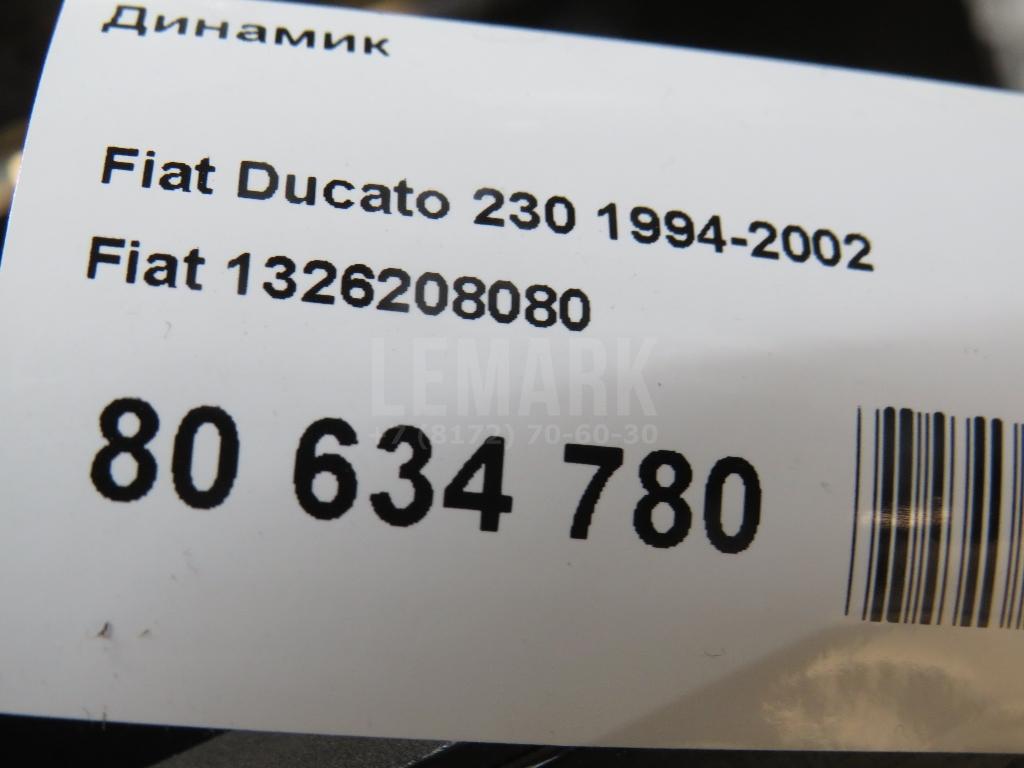 Динамик
Fiat Ducato 230 1994-2002
Fiat 1326208080
LEMARK
+7 (8172) 70-60-30
80 634 780